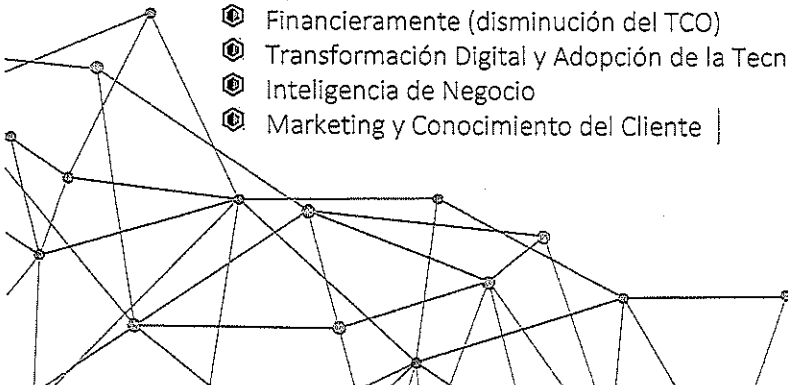 Financieramente (disminución del TCO)
Transformación Digital y Adopción de la Tecn
Inteligencia de Negocio
Marketing y Conocimiento del Cliente |